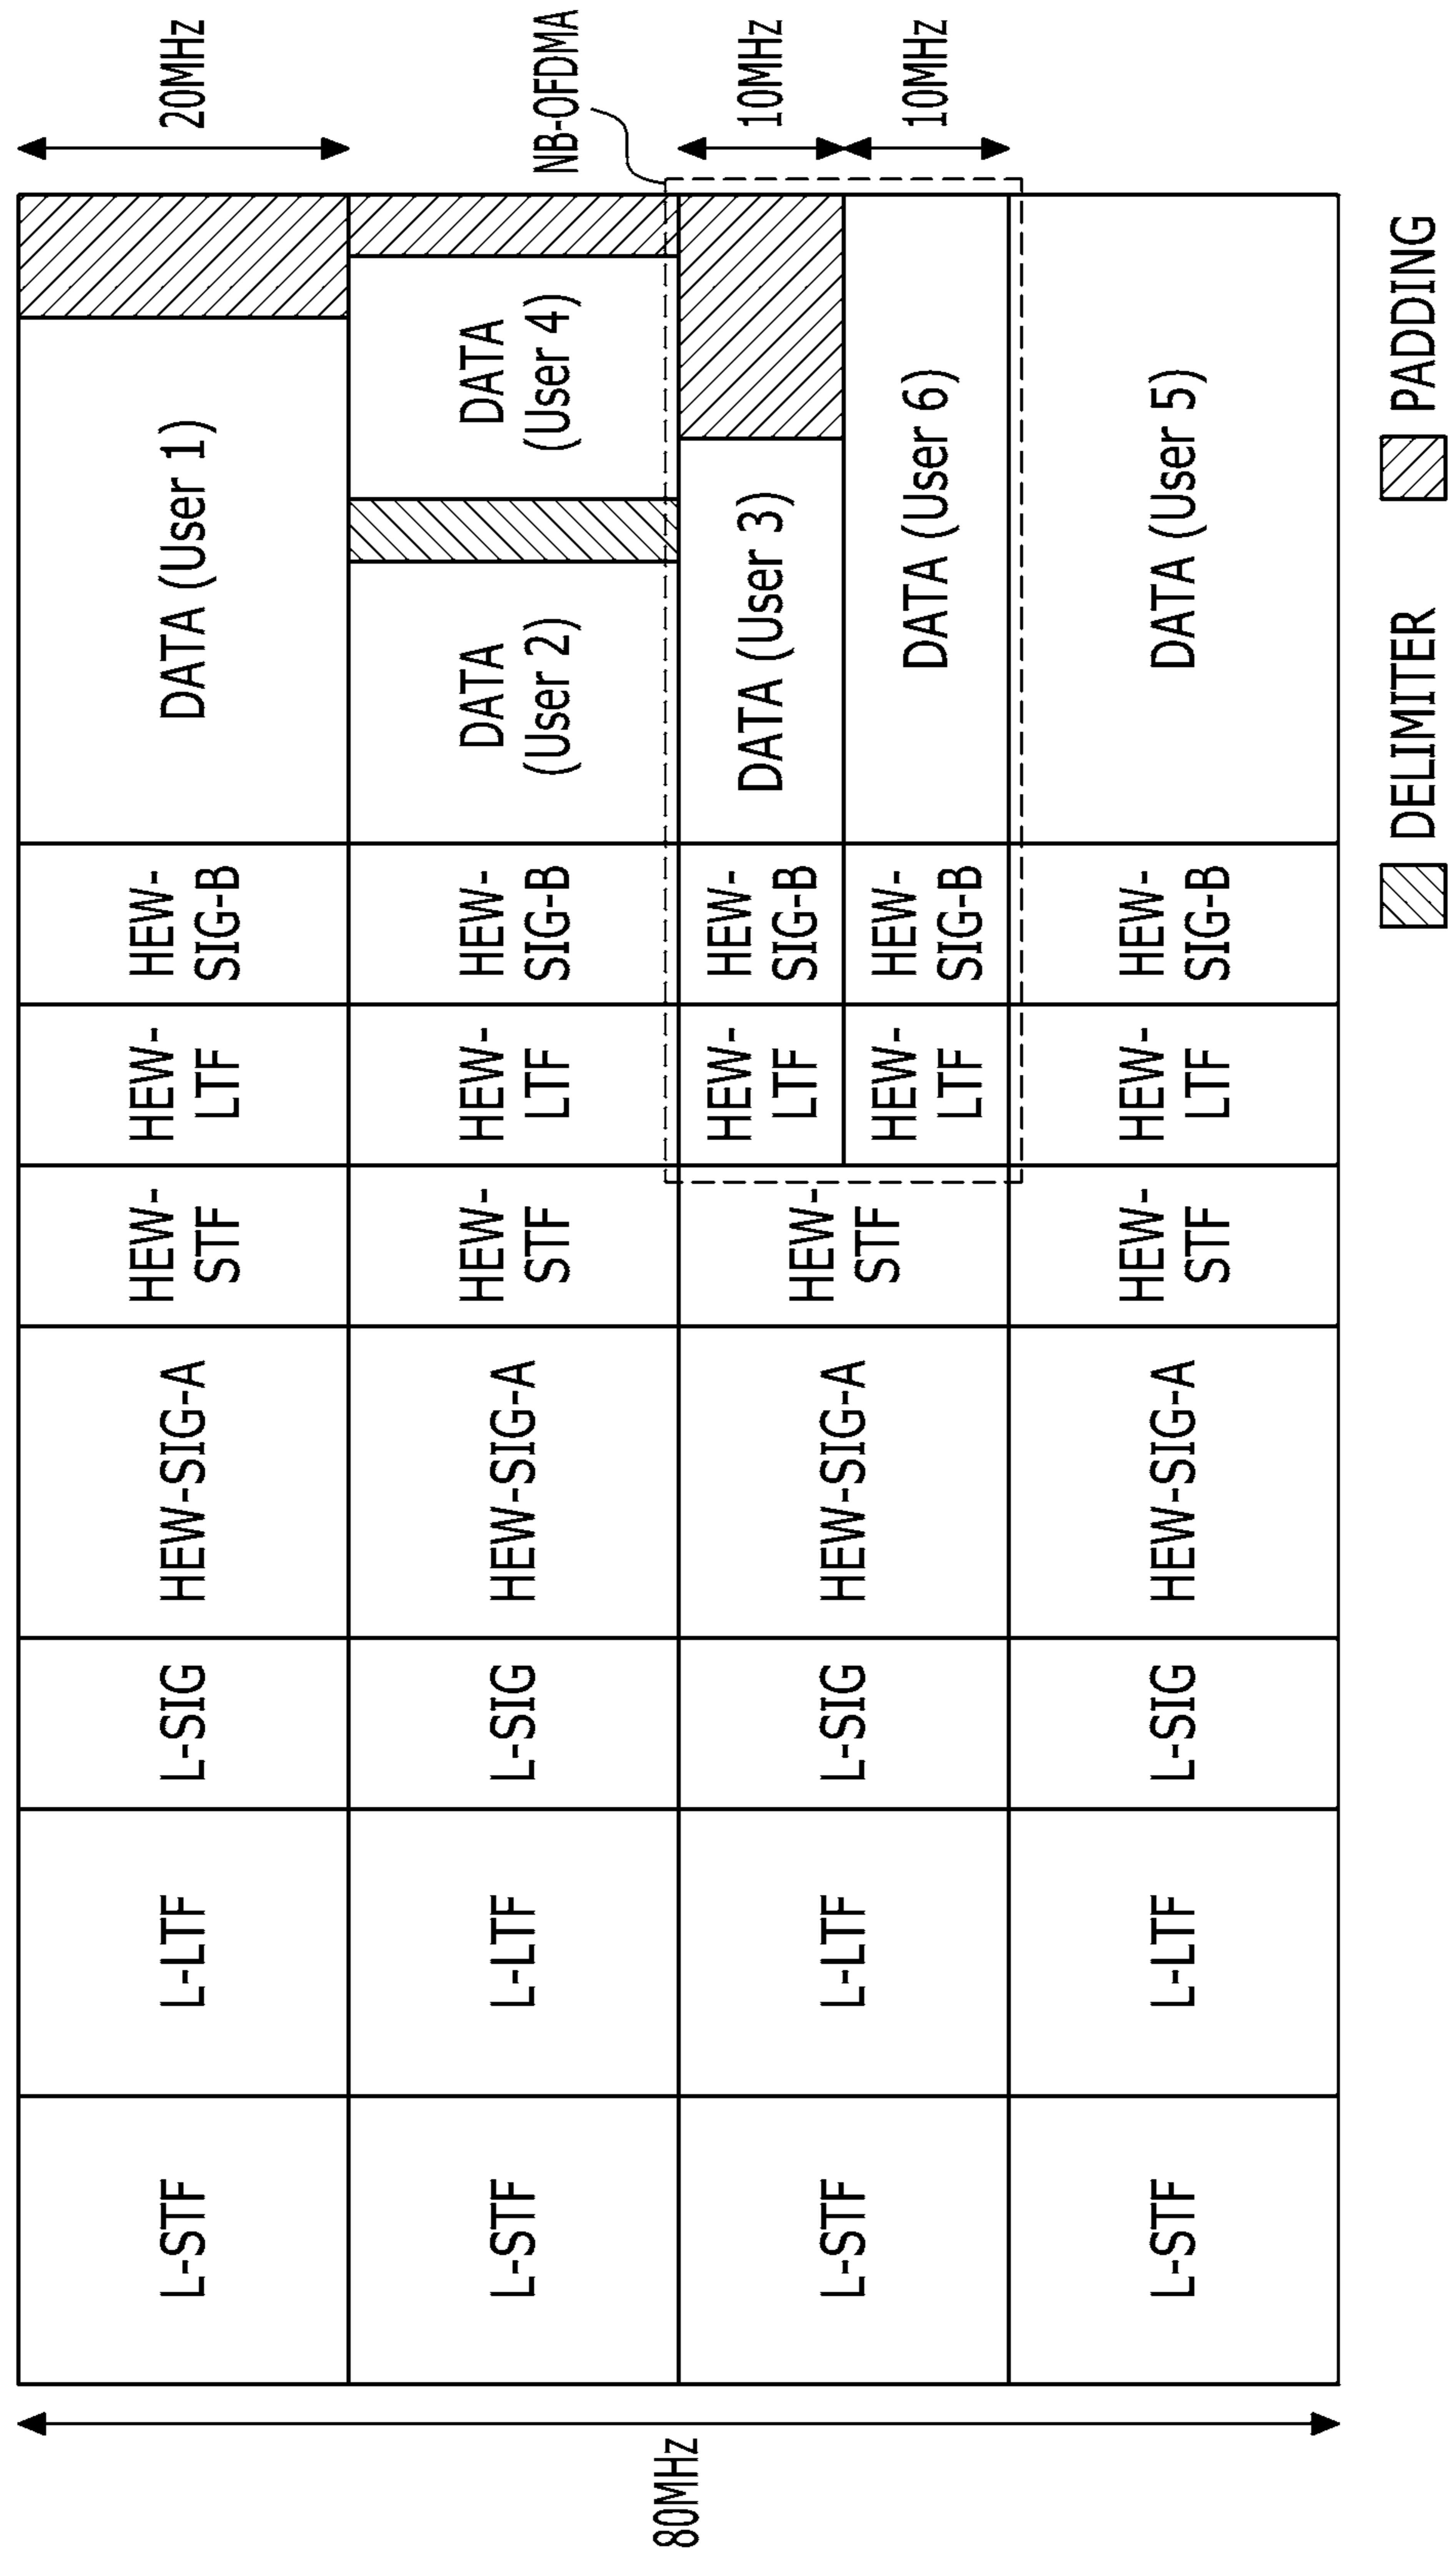 80MHz
L-STF
L-LTF
L-SIG
HEW-SIG-A
HEW-
STF
HEW-
LTF
HEW-
SIG-B
DATA (User 1)
20MHz
L-STF
L-LTF
L-SIG
HEW-SIG-A
HEW-
STF
HEW-
LTF
HEW-
SIG-B
DATA
(User 2)
DATA
(User 4)
NB-OFDMA
L-STF
L-LTF
L-SIG
HEW-SIG-A
HEW-
STF
HEW-
LTF
HEW-
SIG-B
DATA (User 3)
10MHz
HEW-
LTF
HEW-
SIG-B
DATA (User 6)
10MHz
L-STF
L-LTF
L-SIG
HEW-SIG-A
HEW-
STF
HEW-
LTF
HEW-
SIG-B
DATA (User 5)
DELIMITER
PADDING